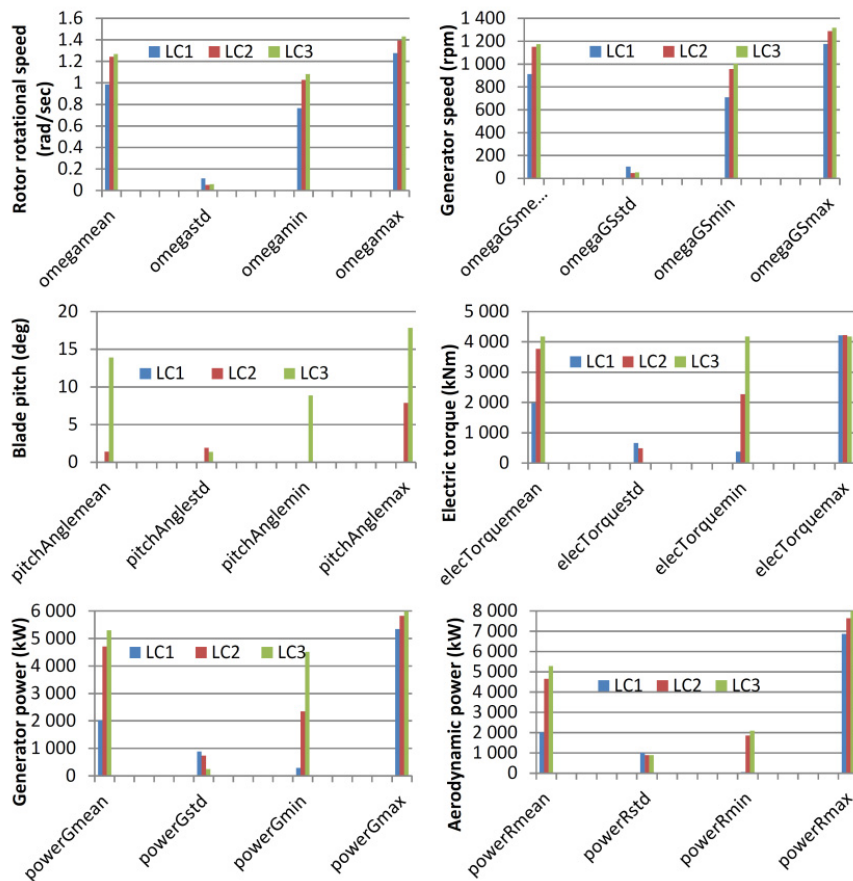 Rotor rotational speed
(rad/sec)
1.6
1.4
1.2
1
0.8
0.6
0.4
0.2
0
LC1 LC2 LC3
omegamean
omegastd
omegamin
omegamax
Generator speed (rpm)
1 400
1 200
1 000
800
600
400
200
0
LC1 LC2 LC3
omegaGSme...
omegaGSstd
omegaGSmin
omegaGSmax
Blade pitch (deg)
20
15
10
5
0
LC1 LC2 LC3
pitchAnglemean
pitchAnglestd
pitchAnglemin
pitchAnglemax
Electric torque (kNm)
5 000
4 000
3 000
2 000
1 000
0
LC1 LC2 LC3
elecTorquemean
elecTorquestd
elecTorquemin
elecTorquemax
Generator power (kW)
6 000
5 000
4 000
3 000
2 000
1 000
0
LC1 LC2 LC3
powerGmean
powerGstd
powerGmin
powerGmax
Aerodynamic power (kW)
8 000
7 000
6 000
5 000
4 000
3 000
2 000
1 000
0
LC1 LC2 LC3
powerRmean
powerRstd
powerRmin
powerRmax